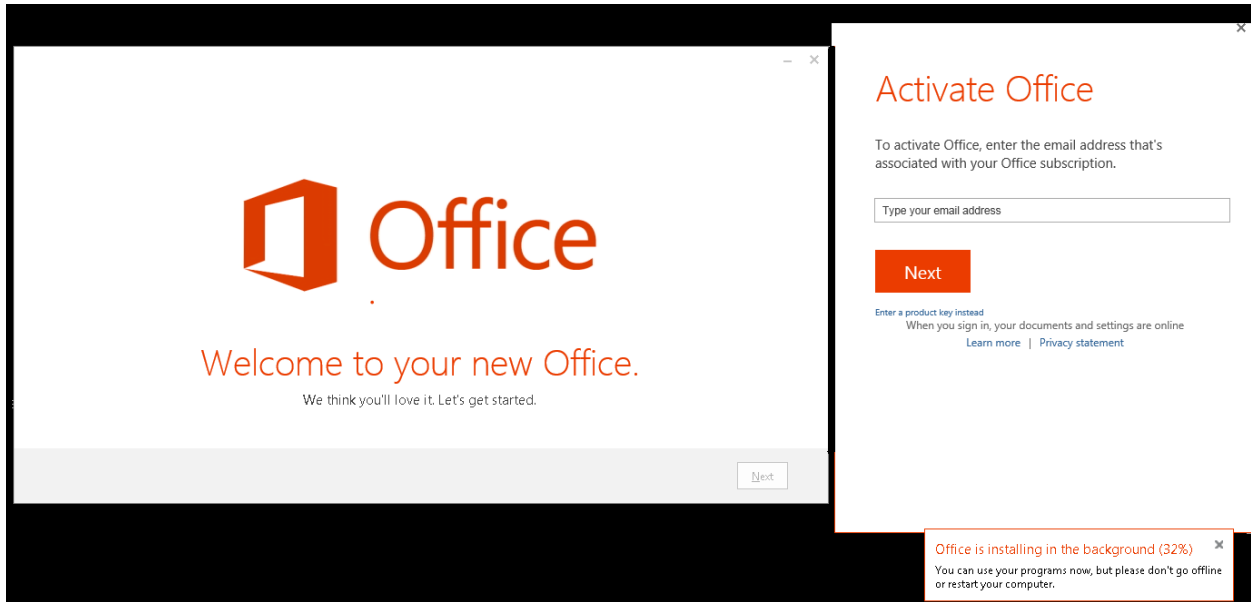 Office
Welcome to your new Office.
We think you'll love it. Let's get started.
Next
Activate Office
To activate Office, enter the email address that's
associated with your Office subscription.
Type your email address
Next
Enter a product key instead
When you sign in, your documents and settings are online
Learn more | Privacy statement
Office is installing in the background (32%)
You can use your programs now, but please don't go offline
or restart your computer.